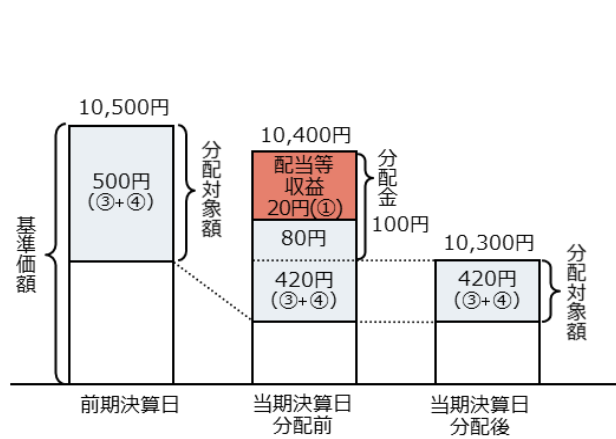 10,500円
500円
(③+④)
分配対象額
基準価額
前期決算日
10,400円
配当等
収益
20円(①)
80円
420円
(③+④)
分配金
100円
当期決算日
分配前
10,300円
420円
(③+④)
分配対象額
当期決算日
分配後